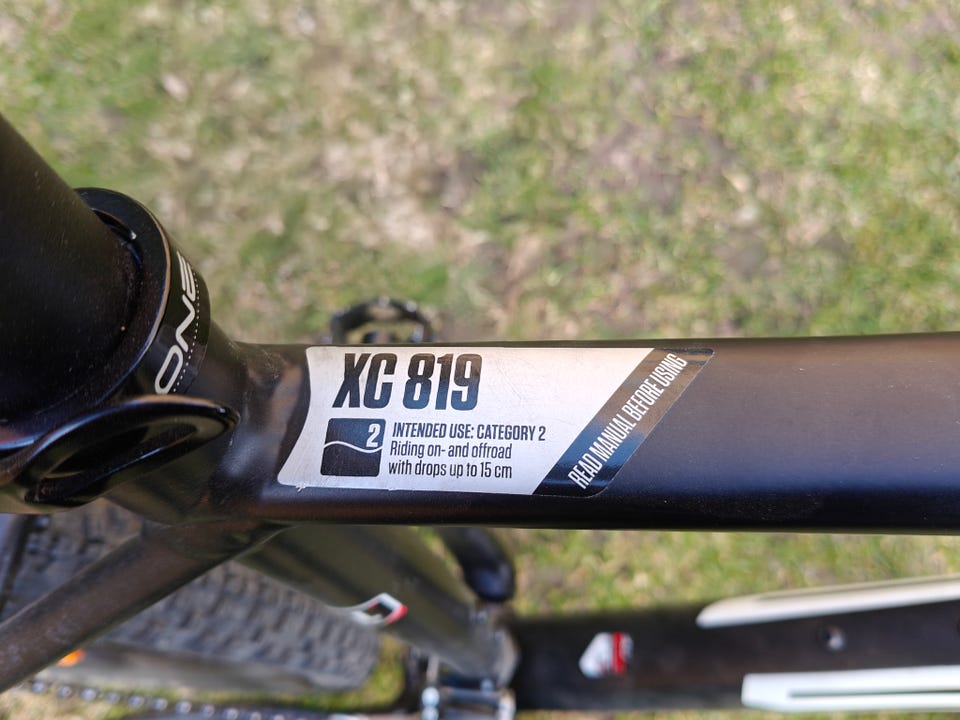 ONE
XC 819
2
INTENDED USE: CATEGORY 2
Riding on- and offroad
with drops up to 15 cm
READ MANUAL BEFORE USING